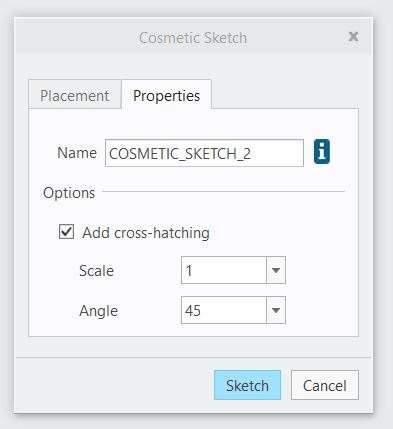 Cosmetic Sketch
Placement
Properties
Name COSMETIC_SKETCH_2
Options
Add cross-hatching
Scale 1
Angle 45
Sketch
Cancel